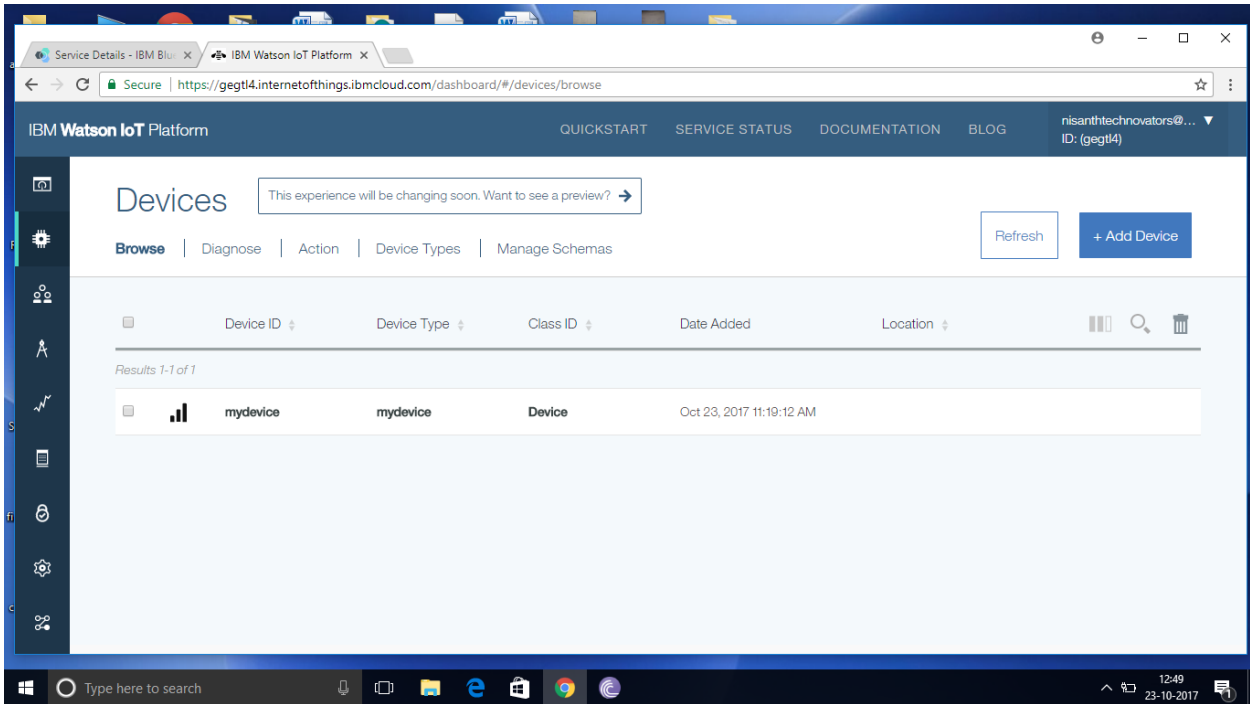 Service Details - IBM Blu
IBM Watson IoT Platform
Secure | https://gegtl4.internetofthings.ibmcloud.com/dashboard/#/devices/browse
IBM Watson IoT Platform
QUICKSTART SERVICE STATUS DOCUMENTATION BLOG
nisanthtechnovators@...
ID: (gegtl4)
Devices
This experience will be changing soon. Want to see a preview?
Browse Diagnose Action Device Types Manage Schemas
Refresh
+ Add Device
Device ID Device Type Class ID Date Added Location
Results 1-1 of 1
mydevice mydevice Device Oct 23, 2017 11:19:12 AM
Type here to search
12:49
23-10-2017
1